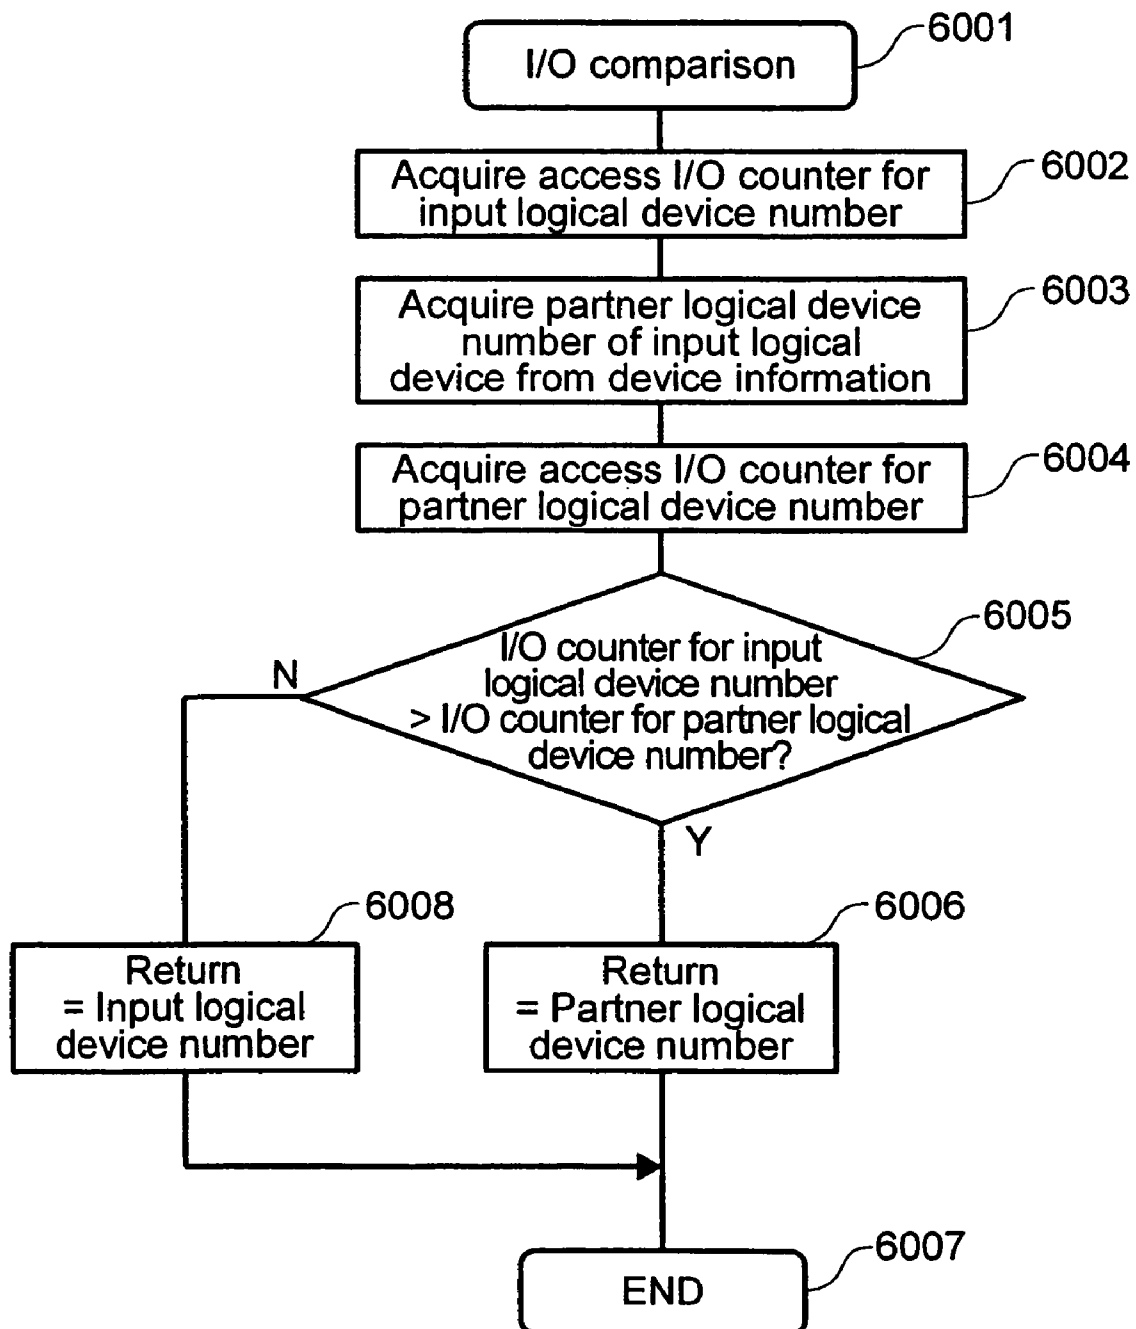 6001
I/O comparison
6002
Acquire access I/O counter for
input logical device number
6003
Acquire partner logical device
number of input logical
device from device information
6004
Acquire access I/O counter for
partner logical device number
6005
I/O counter for input
logical device number
> I/O counter for partner logical
device number?
N
Y
6008
Return
= Input logical
device number
6006
Return
= Partner logical
device number
6007
END